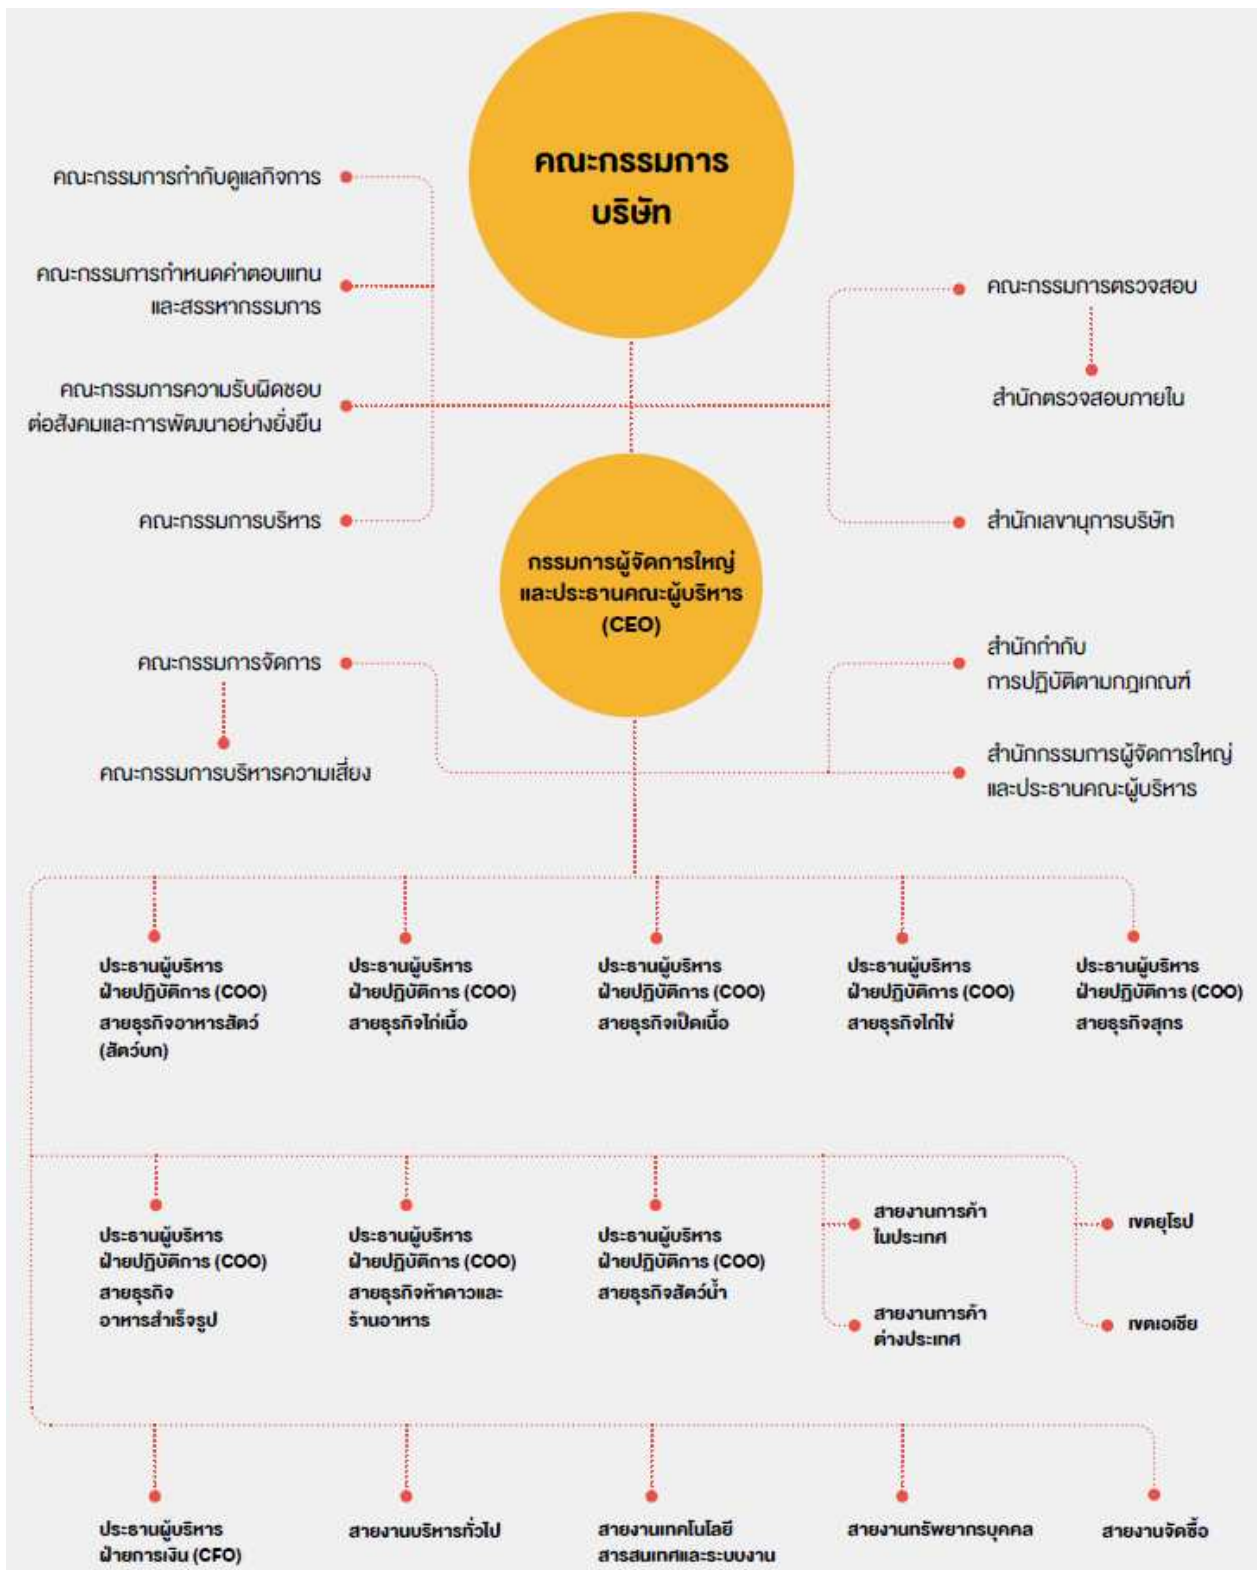 คณะกรรมการ
บริษัท
คณะกรรมการกำกับดูแลกิจการ
คณะกรรมการกำหนดค่าตอบแทน
และสรรหากรรมการ
คณะกรรมการความรับผิดชอบ
ต่อสังคมและการพัฒนาอย่างยั่งยืน
คณะกรรมการบริหาร
คณะกรรมการตรวจสอบ
สำนักตรวจสอบภายใน
สำนักเลขานุการบริษัท
กรรมการผู้จัดการใหญ่
และประธานคณะผู้บริหาร
(CEO)
คณะกรรมการจัดการ
คณะกรรมการบริหารความเสี่ยง
สำนักกำกับ
การปฏิบัติตามกฎเกณฑ์
สำนักกรรมการผู้จัดการใหญ่
และประธานคณะผู้บริหาร
ประธานผู้บริหาร
ฝ่ายปฏิบัติการ (COO)
สายธุรกิจอาหารสัตว์
(สัตว์บก)
ประธานผู้บริหาร
ฝ่ายปฏิบัติการ (COO)
สายธุรกิจไก่เนื้อ
ประธานผู้บริหาร
ฝ่ายปฏิบัติการ (COO)
สายธุรกิจเป็ดเนื้อ
ประธานผู้บริหาร
ฝ่ายปฏิบัติการ (COO)
สายธุรกิจไก่ไข่
ประธานผู้บริหาร
ฝ่ายปฏิบัติการ (COO)
สายธุรกิจสุกร
ประธานผู้บริหาร
ฝ่ายปฏิบัติการ (COO)
สายธุรกิจ
อาหารสำเร็จรูป
ประธานผู้บริหาร
ฝ่ายปฏิบัติการ (COO)
สายธุรกิจห้าดาวและ
ร้านอาหาร
ประธานผู้บริหาร
ฝ่ายปฏิบัติการ (COO)
สายธุรกิจสัตว์น้ำ
สายงานการค้า
ในประเทศ
สายงานการค้า
ต่างประเทศ
เขตยุโรป
เขตเอเชีย
ประธานผู้บริหาร
ฝ่ายการเงิน (CFO)
สายงานบริหารทั่วไป
สายงานเทคโนโลยี
สารสนเทศและระบบงาน
สายงานทรัพยากรบุคคล
สายงานจัดซื้อ